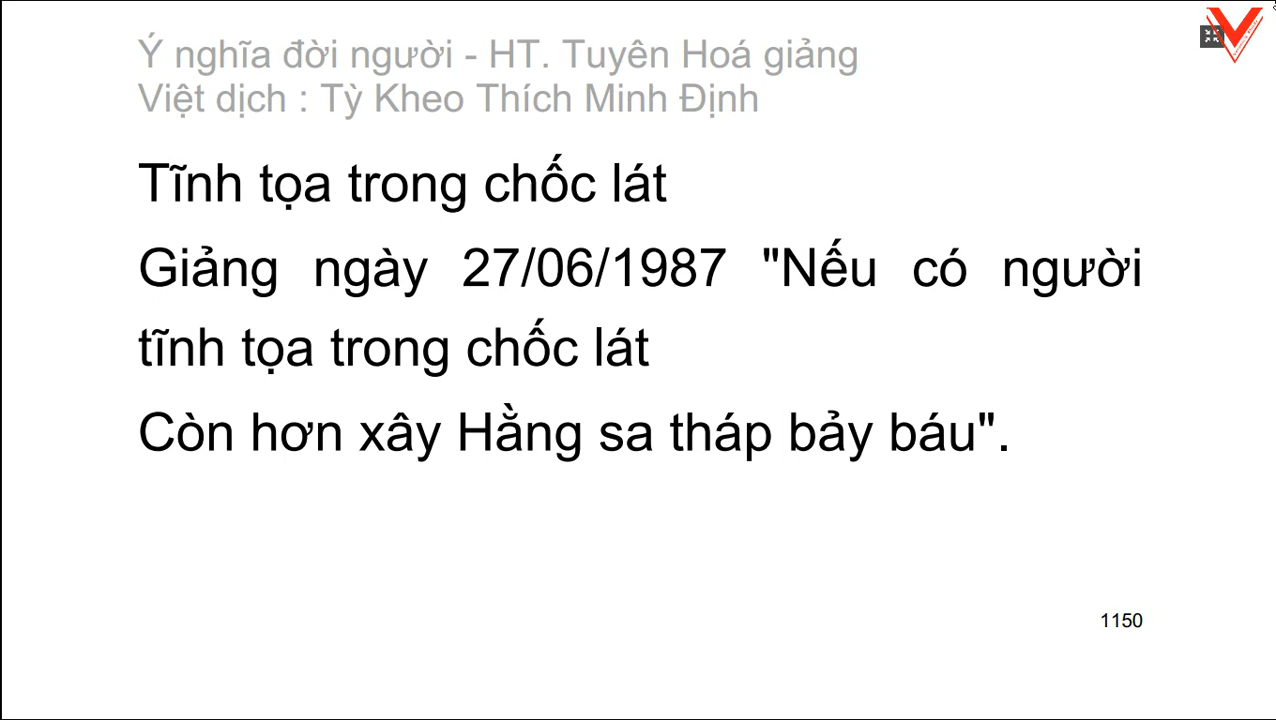 Ý nghĩa đời người - HT. Tuyên Hoá giảng
Việt dịch : Tỳ Kheo Thích Minh Định
Tĩnh tọa trong chốc lát
Giảng ngày 27/06/1987 "Nếu có người
tĩnh tọa trong chốc lát
Còn hơn xây Hằng sa tháp bảy báu".
1150